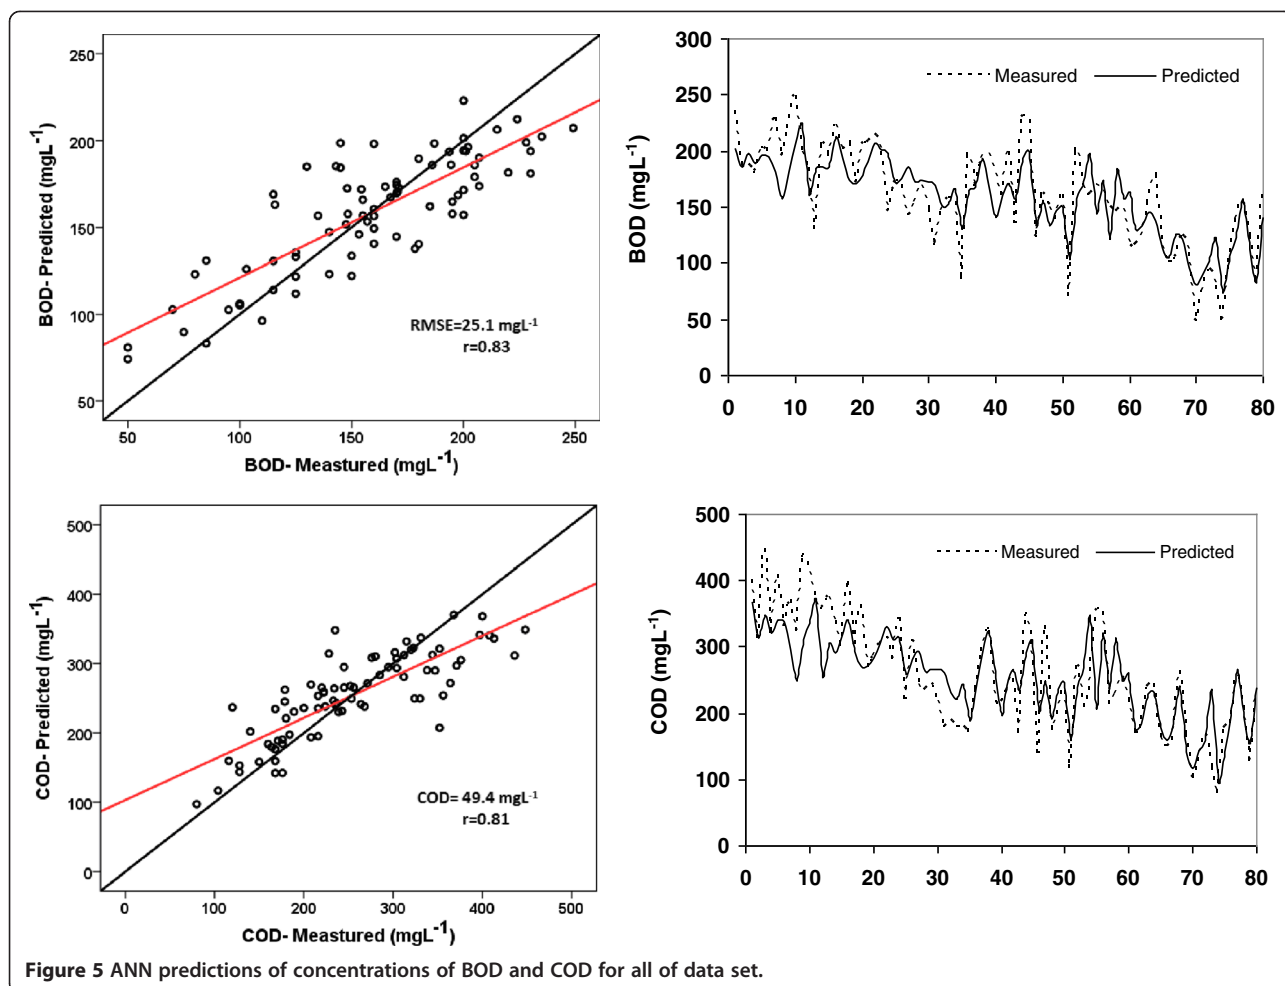 250
200
150
100
50
BOD-Predicted (mgL⁻¹)
RMSE=25.1 mgL⁻¹
r=0.83
50 100 150 200 250
BOD- Meastured (mgL⁻¹)
300
250
200
150
100
50
0
BOD (mgL⁻¹)
Measured Predicted
0 10 20 30 40 50 60 70 80
500
400
300
200
100
0
COD-Predicted (mgL⁻¹)
COD= 49.4 mgL⁻¹
r=0.81
0 100 200 300 400 500
COD- Meastured (mgL⁻¹)
500
400
300
200
100
0
COD (mgL⁻¹)
Measured Predicted
0 10 20 30 40 50 60 70 80
Figure 5 ANN predictions of concentrations of BOD and COD for all of data set.